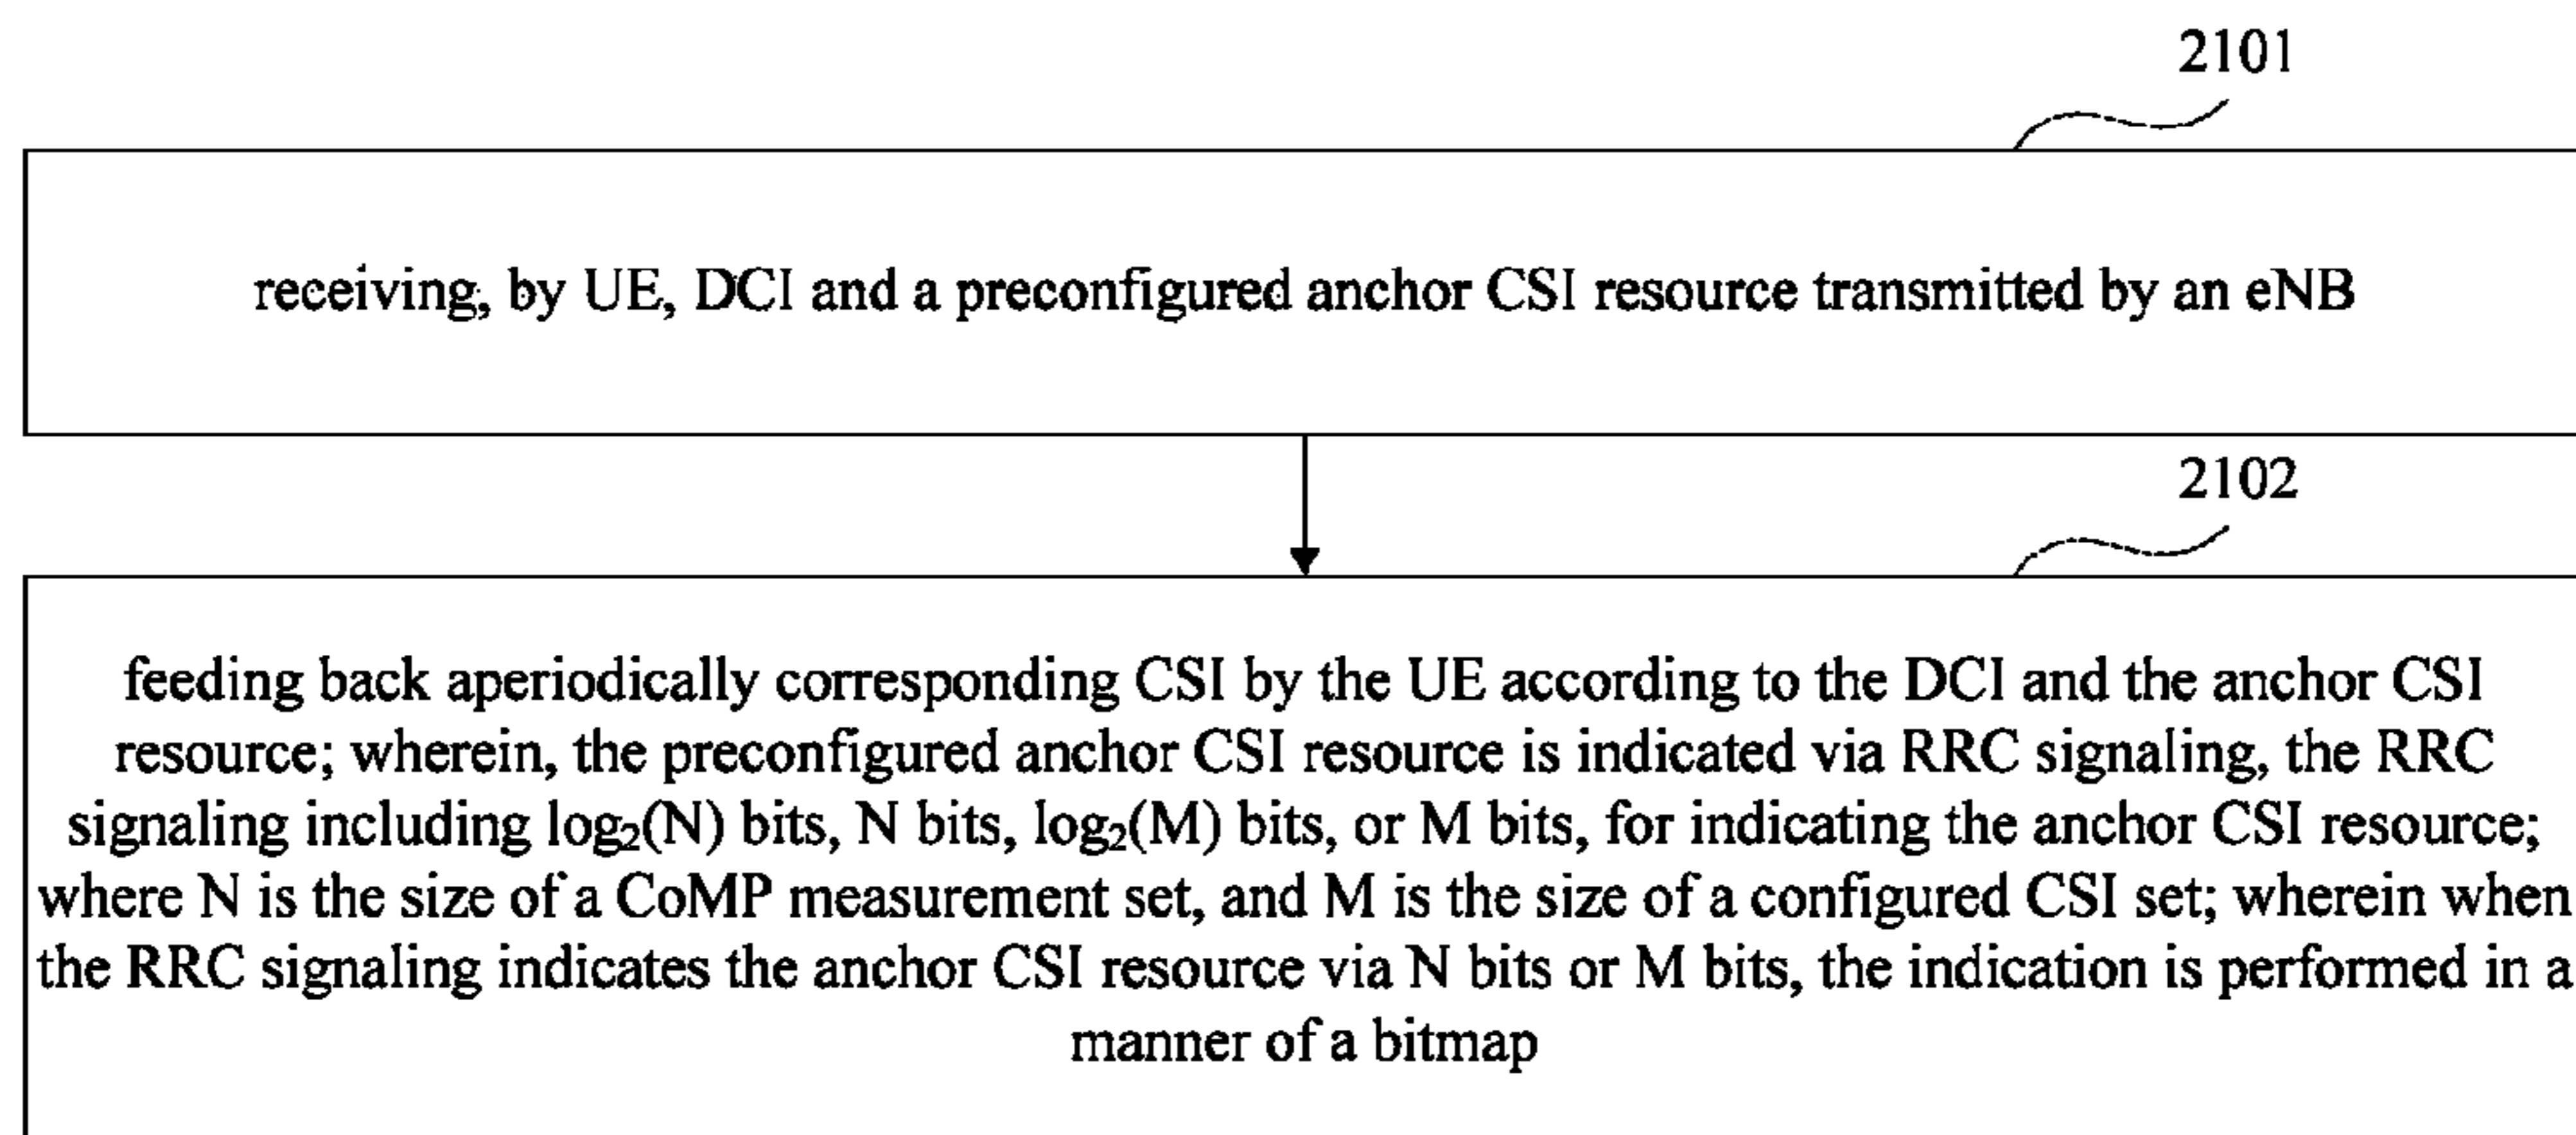 2101
receiving, by UE, DCI and a preconfigured anchor CSI resource transmitted by an eNB
2102
feeding back aperiodically corresponding CSI by the UE according to the DCI and the anchor CSI
resource; wherein, the preconfigured anchor CSI resource is indicated via RRC signaling, the RRC
signaling including log₂(N) bits, N bits, log₂(M) bits, or M bits, for indicating the anchor CSI resource;
where N is the size of a CoMP measurement set, and M is the size of a configured CSI set; wherein when
the RRC signaling indicates the anchor CSI resource via N bits or M bits, the indication is performed in a
manner of a bitmap